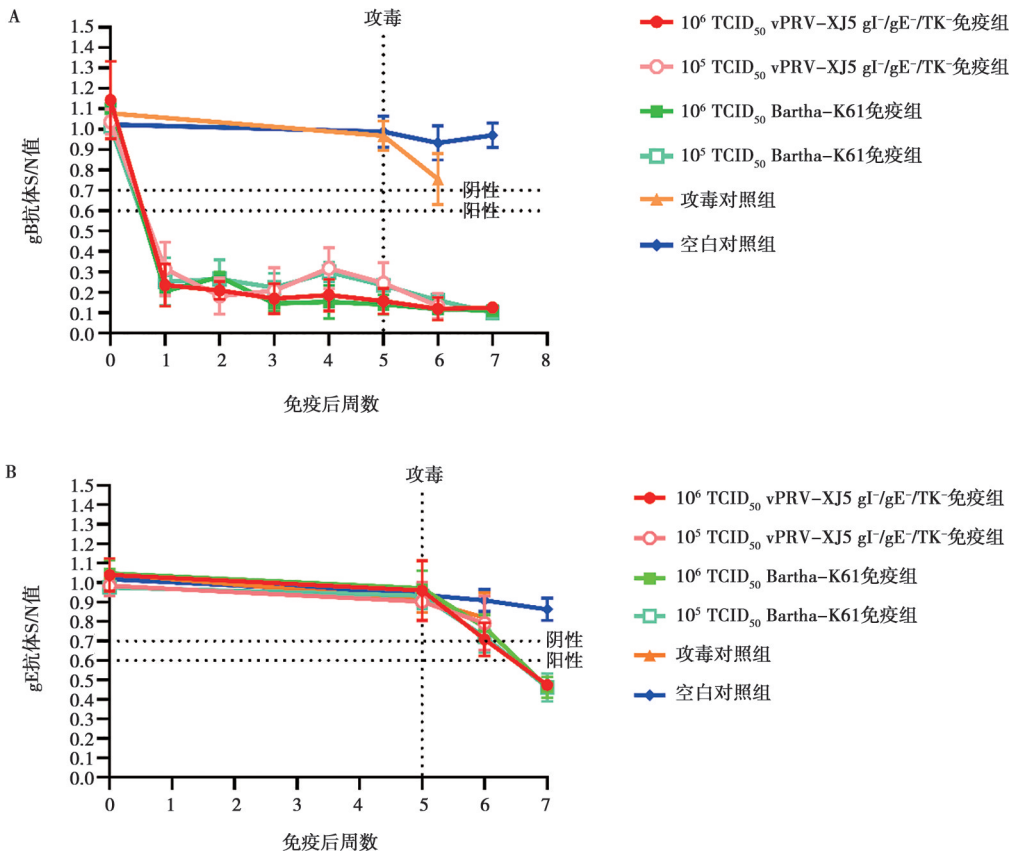 A
攻毒
gB抗体S/N值
1.5
1.4
1.3
1.2
1.1
1.0
0.9
0.8
0.7
0.6
0.5
0.4
0.3
0.2
0.1
0.0
阴性
阳性
0 1 2 3 4 5 6 7 8
免疫后周数
10⁶ TCID₅₀ vPRV-XJ5 gI⁻/gE⁻/TK⁻免疫组
10⁵ TCID₅₀ vPRV-XJ5 gI⁻/gE⁻/TK⁻免疫组
10⁶ TCID₅₀ Bartha-K61免疫组
10⁵ TCID₅₀ Bartha-K61免疫组
攻毒对照组
空白对照组
B
攻毒
gE抗体S/N值
1.5
1.4
1.3
1.2
1.1
1.0
0.9
0.8
0.7
0.6
0.5
0.4
0.3
0.2
0.1
0.0
阴性
阳性
0 1 2 3 4 5 6 7
免疫后周数
10⁶ TCID₅₀ vPRV-XJ5 gI⁻/gE⁻/TK⁻免疫组
10⁵ TCID₅₀ vPRV-XJ5 gI⁻/gE⁻/TK⁻免疫组
10⁶ TCID₅₀ Bartha-K61免疫组
10⁵ TCID₅₀ Bartha-K61免疫组
攻毒对照组
空白对照组